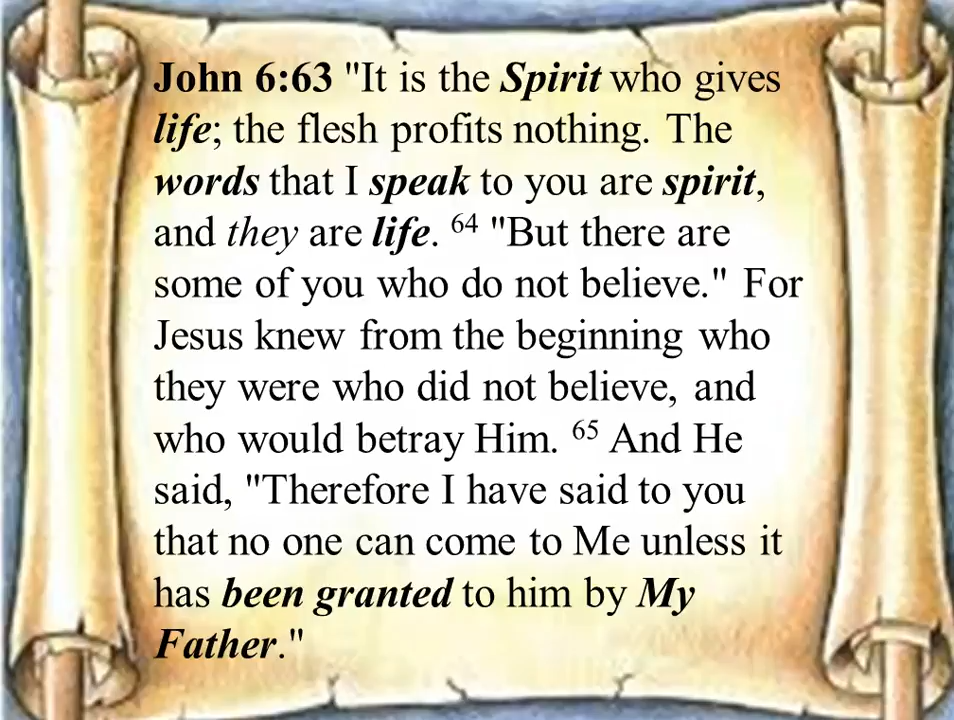 John 6:63 "It is the Spirit who gives
life; the flesh profits nothing. The
words that I speak to you are spirit,
and they are life. ⁶⁴ "But there are
some of you who do not believe." For
Jesus knew from the beginning who
they were who did not believe, and
who would betray Him. ⁶⁵ And He
said, "Therefore I have said to you
that no one can come to Me unless it
has been granted to him by My
Father."